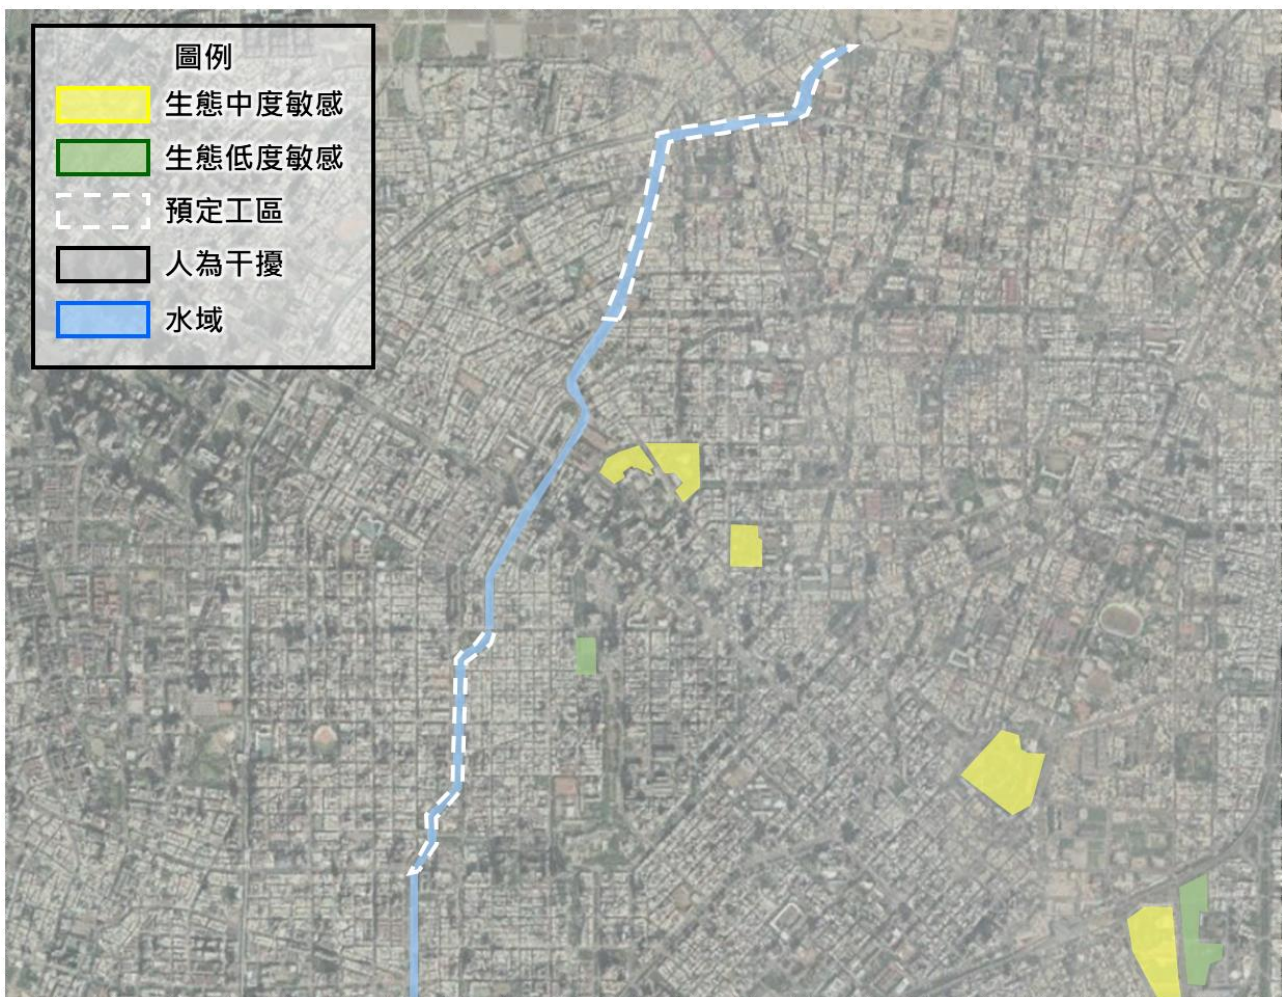 圖例
生態中度敏感
生態低度敏感
預定工區
人為干擾
水域